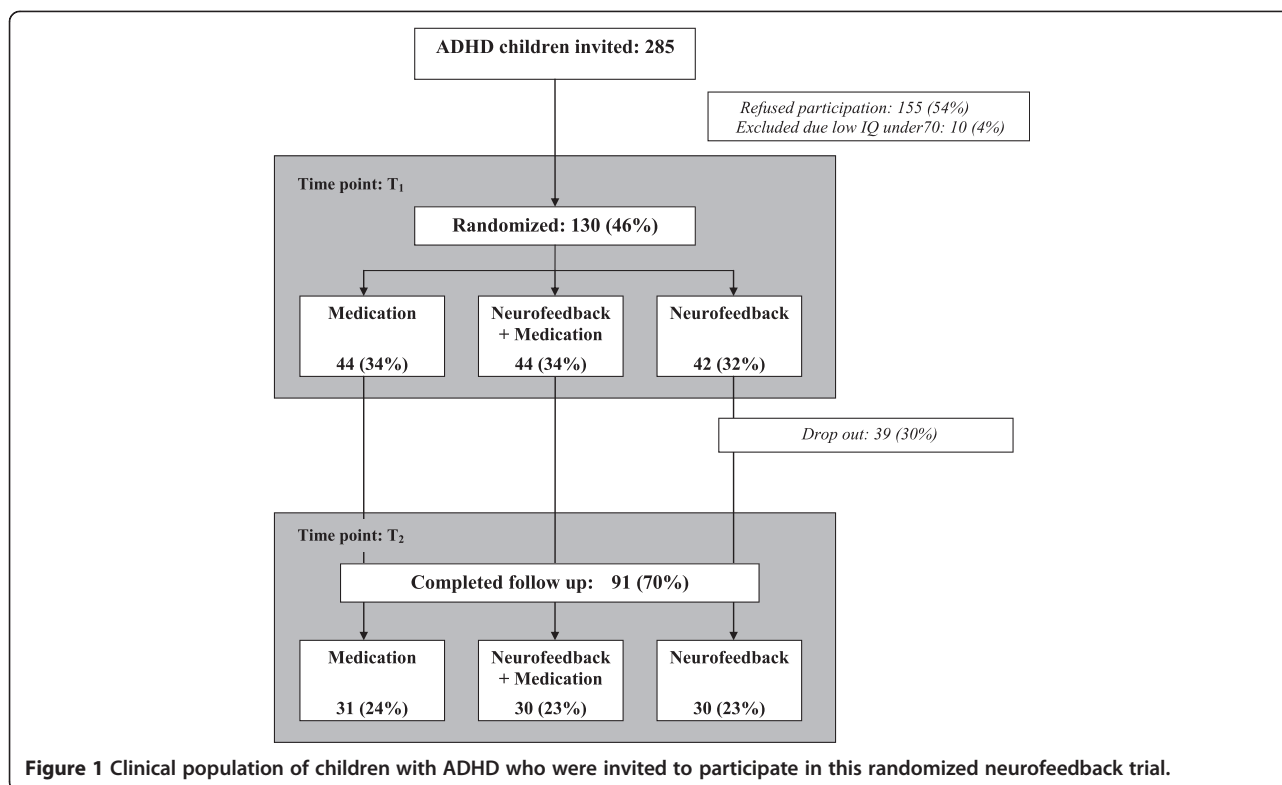 ADHD children invited: 285
Refused participation: 155 (54%)
Excluded due low IQ under70: 10 (4%)
Time point: T₁
Randomized: 130 (46%)
Medication
44 (34%)
Neurofeedback
+ Medication
44 (34%)
Neurofeedback
42 (32%)
Drop out: 39 (30%)
Time point: T₂
Completed follow up: 91 (70%)
Medication
31 (24%)
Neurofeedback
+ Medication
30 (23%)
Neurofeedback
30 (23%)
Figure 1 Clinical population of children with ADHD who were invited to participate in this randomized neurofeedback trial.